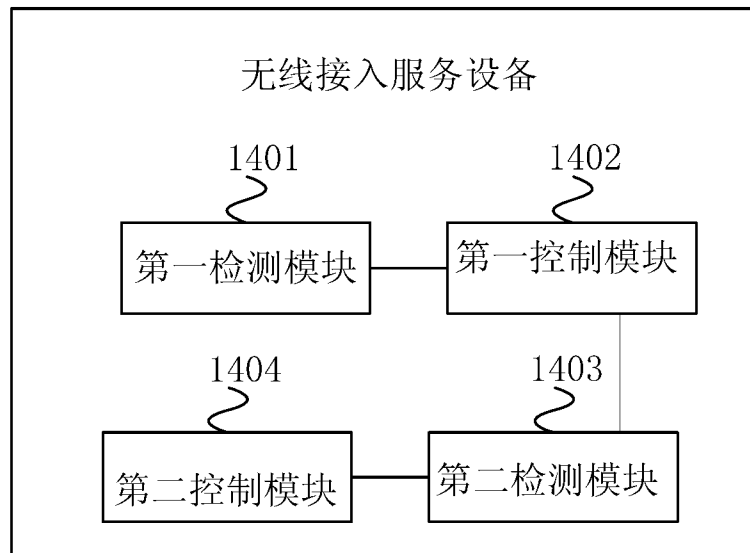 无线接入服务设备
1401
1402
第一检测模块
第一控制模块
1404
1403
第二控制模块
第二检测模块